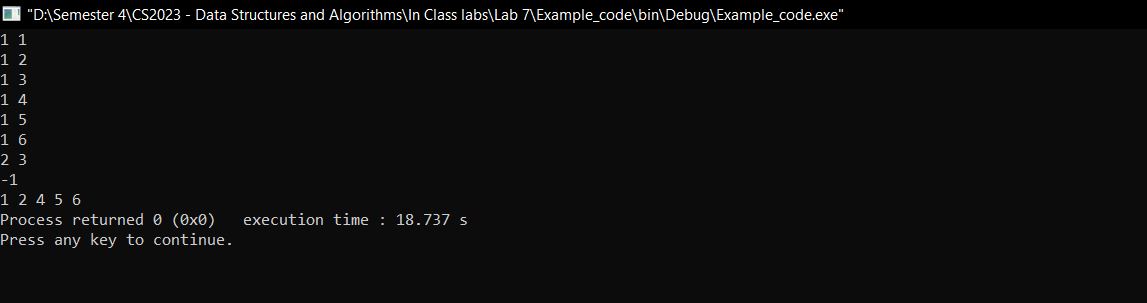 "D:\Semester 4\CS2023 - Data Structures and Algorithms\In Class labs\Lab 7\Example_code\bin\Debug\Example_code.exe"
1 1
1 2
1 3
1 4
1 5
1 6
2 3
-1
1 2 4 5 6
Process returned 0 (0x0)   execution time : 18.737 s
Press any key to continue.